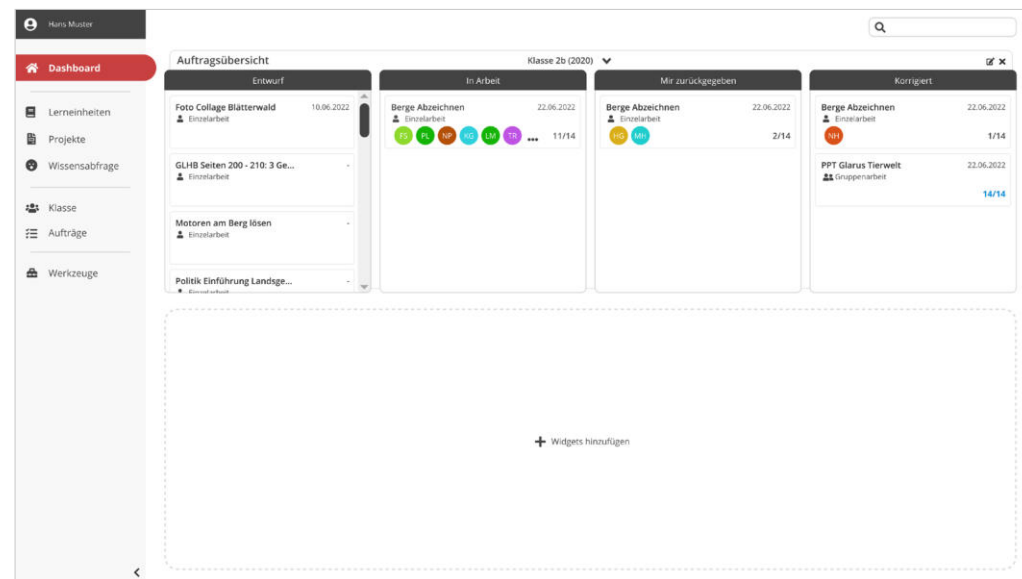 Hans Muster
Dashboard
Lerneinheiten
Projekte
Wissensabfrage
Klasse
Aufträge
Werkzeuge
Auftragsübersicht
Klasse 2b (2020)
Entwurf
Foto Collage Blätterwald 10.06.2022
Einzelarbeit
GLHB Seiten 200 - 210: 3 Ge... -
Einzelarbeit
Motoren am Berg lösen -
Einzelarbeit
Politik Einführung Landsge... -
Einzelarbeit
In Arbeit
Berge Abzeichnen 22.06.2022
Einzelarbeit
FS PL NP KG LM TR ... 11/14
Mir zurückgegeben
Berge Abzeichnen 22.06.2022
Einzelarbeit
HG MH 2/14
Korrigiert
Berge Abzeichnen 22.06.2022
Einzelarbeit
NH 1/14
PPT Glarus Tierwelt 22.06.2022
Gruppenarbeit
14/14
Widgets hinzufügen